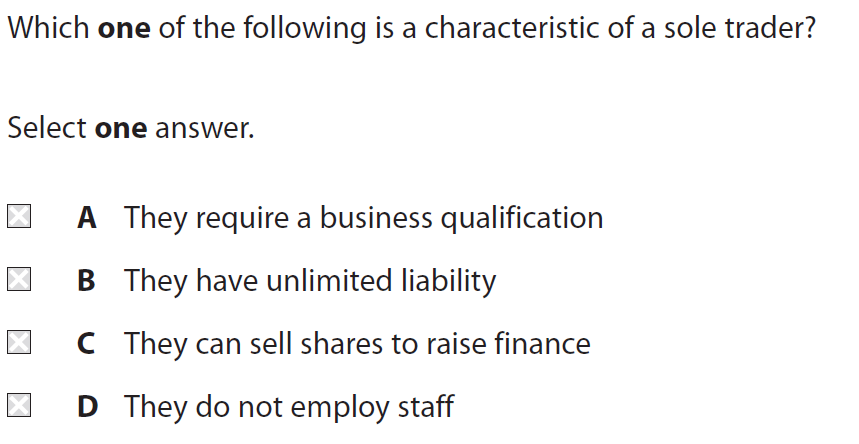 Which one of the following is a characteristic of a sole trader?
Select one answer.
A They require a business qualification
B They have unlimited liability
C They can sell shares to raise finance
D They do not employ staff